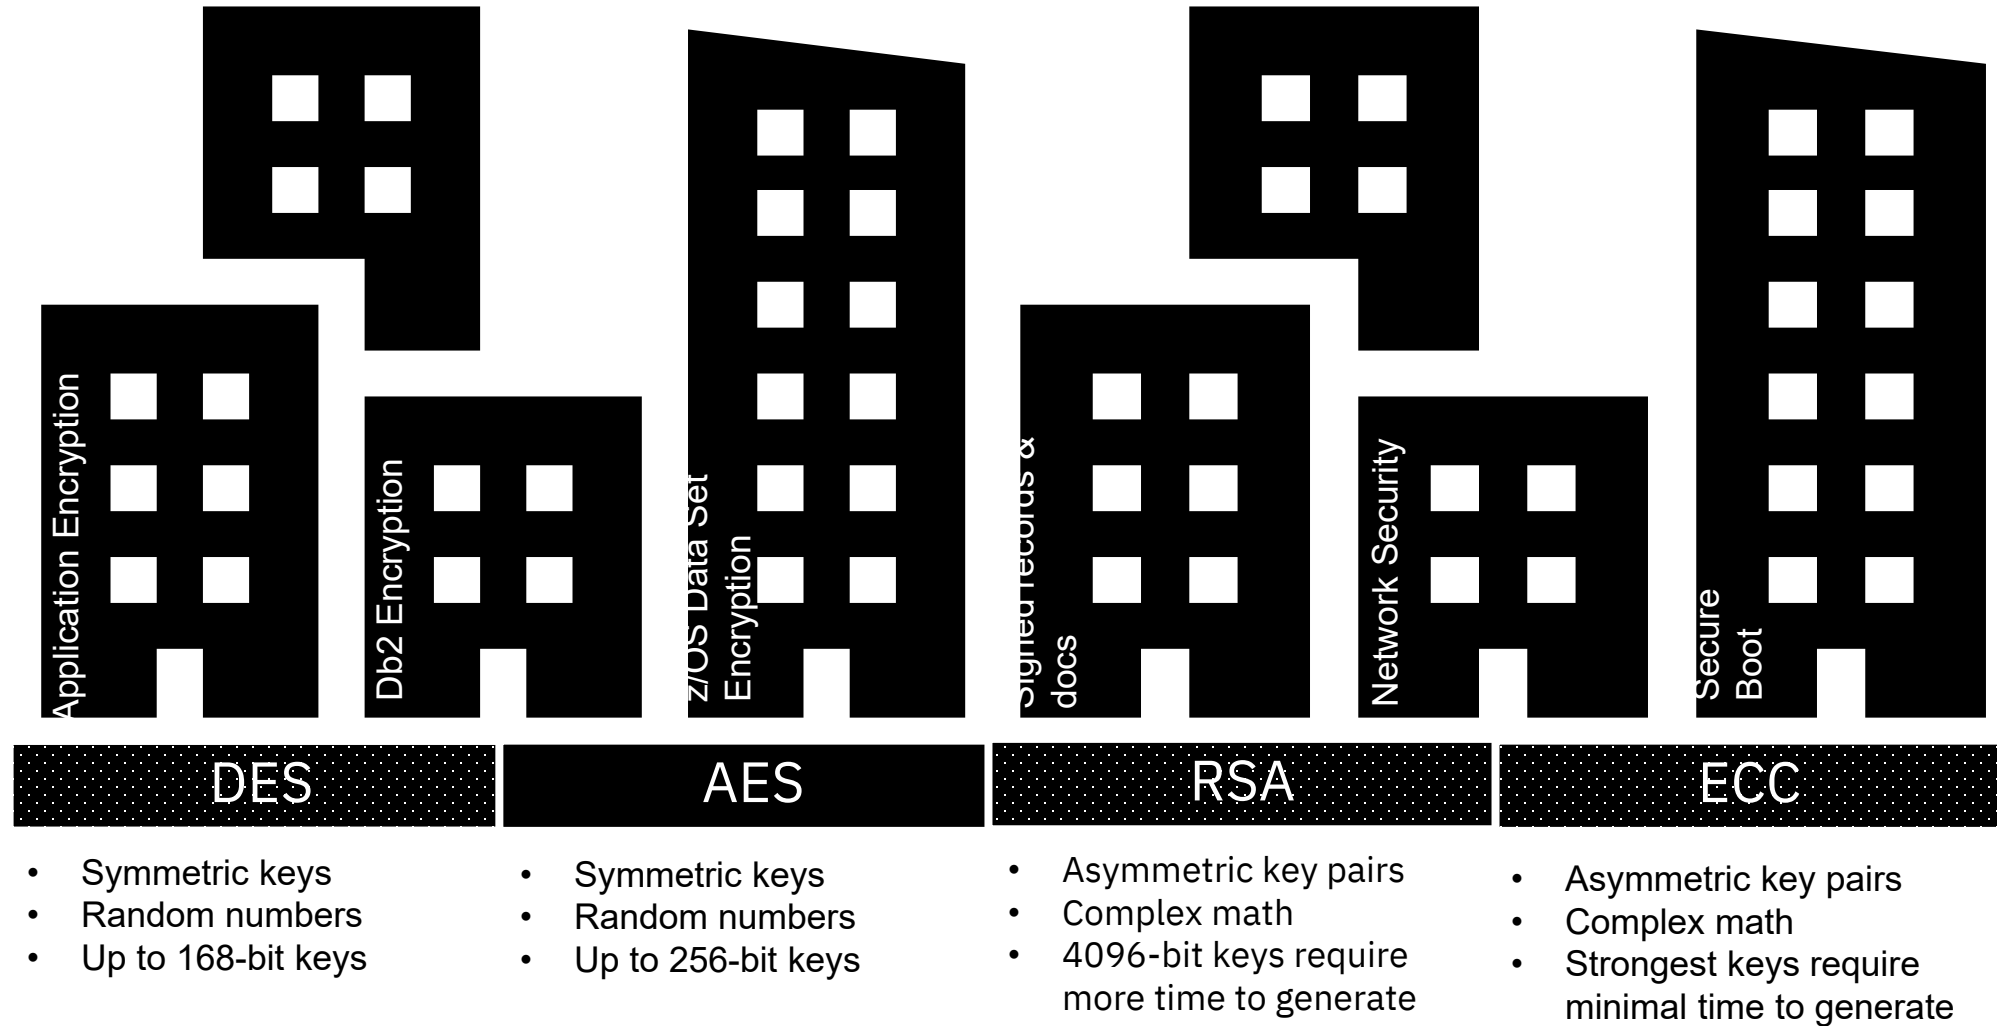 Application Encryption
Db2 Encryption
z/OS Data Set
Encryption
Signed records &
docs
Network Security
Secure
Boot
DES
AES
RSA
ECC
• Symmetric keys
• Random numbers
• Up to 168-bit keys
• Symmetric keys
• Random numbers
• Up to 256-bit keys
• Asymmetric key pairs
• Complex math
• 4096-bit keys require
more time to generate
• Asymmetric key pairs
• Complex math
• Strongest keys require
minimal time to generate